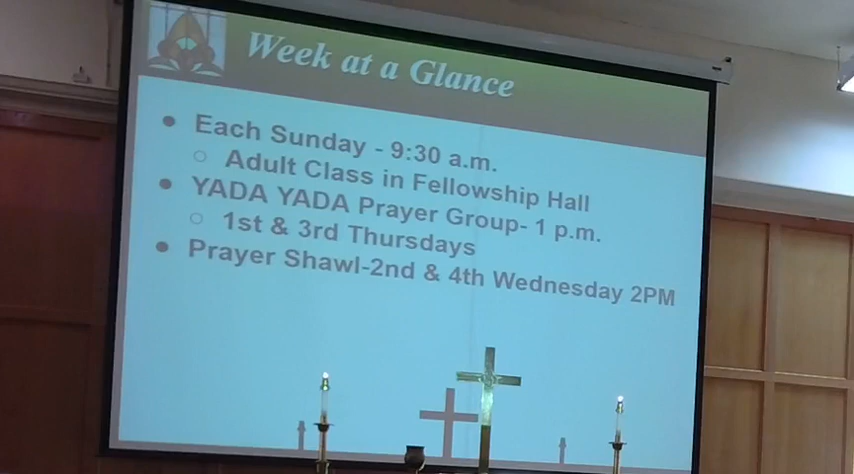 Week at a Glance
● Each Sunday - 9:30 a.m.
○ Adult Class in Fellowship Hall
● YADA YADA Prayer Group- 1 p.m.
○ 1st & 3rd Thursdays
● Prayer Shawl-2nd & 4th Wednesday 2PM